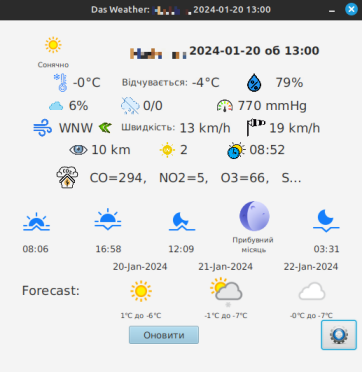 Das Weather: 2024-01-20 13:00
2024-01-20 об 13:00
Сонячно
-0°C Відчувається: -4°C 79%
6% 0/0 770 mmHg
WNW Швидкість: 13 km/h 19 km/h
10 km 2 08:52
CO=294, NO2=5, O3=66, S...
08:06 16:58 12:09 Прибувний місяць 03:31
20-Jan-2024 21-Jan-2024 22-Jan-2024
Forecast:
1°C до -6°C -1°C до -7°C -0°C до -7°C
Оновити